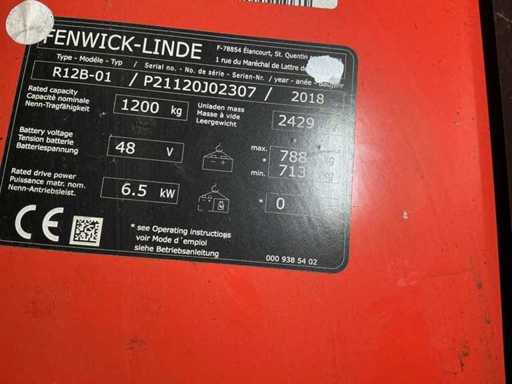 FENWICK-LINDE
F-78854 Élancourt, St. Quentin
1 rue du Maréchal de Lattre de
Type - Modèle - Typ / Serial no. - No. de série - Serien-Nr. / year - année -
R12B-01 / P21120J02307 / 2018
Rated capacity
Capacité nominale
Nenn-Tragfähigkeit
1200 kg
Unladen mass
Masse à vide
Leergewicht
2429
Battery voltage
Tension batterie
Batteriespannung
48 V
max. 788
* kg
min. 713
Rated drive power
Puissance matr. nom.
Nenn-Antriebsleist.
6.5 kW
* 0
CE
* see Operating instructions
voir Mode d'emploi
siehe Betriebsanleitung
000 938 54 02